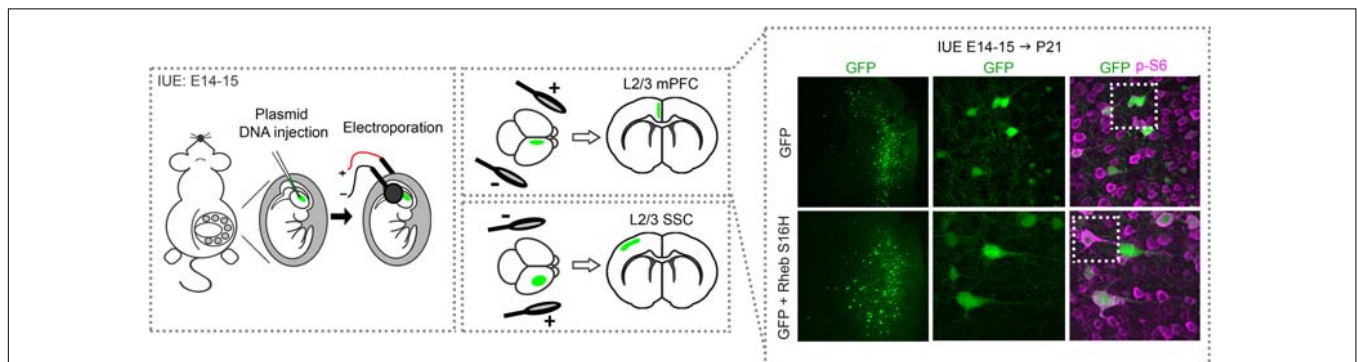 IUE: E14-15
Plasmid
DNA injection
Electroporation
+
-
+
L2/3 mPFC
-
-
L2/3 SSC
+
IUE E14-15 → P21
GFP
GFP
GFP p-S6
GFP
GFP + Rheb S16H